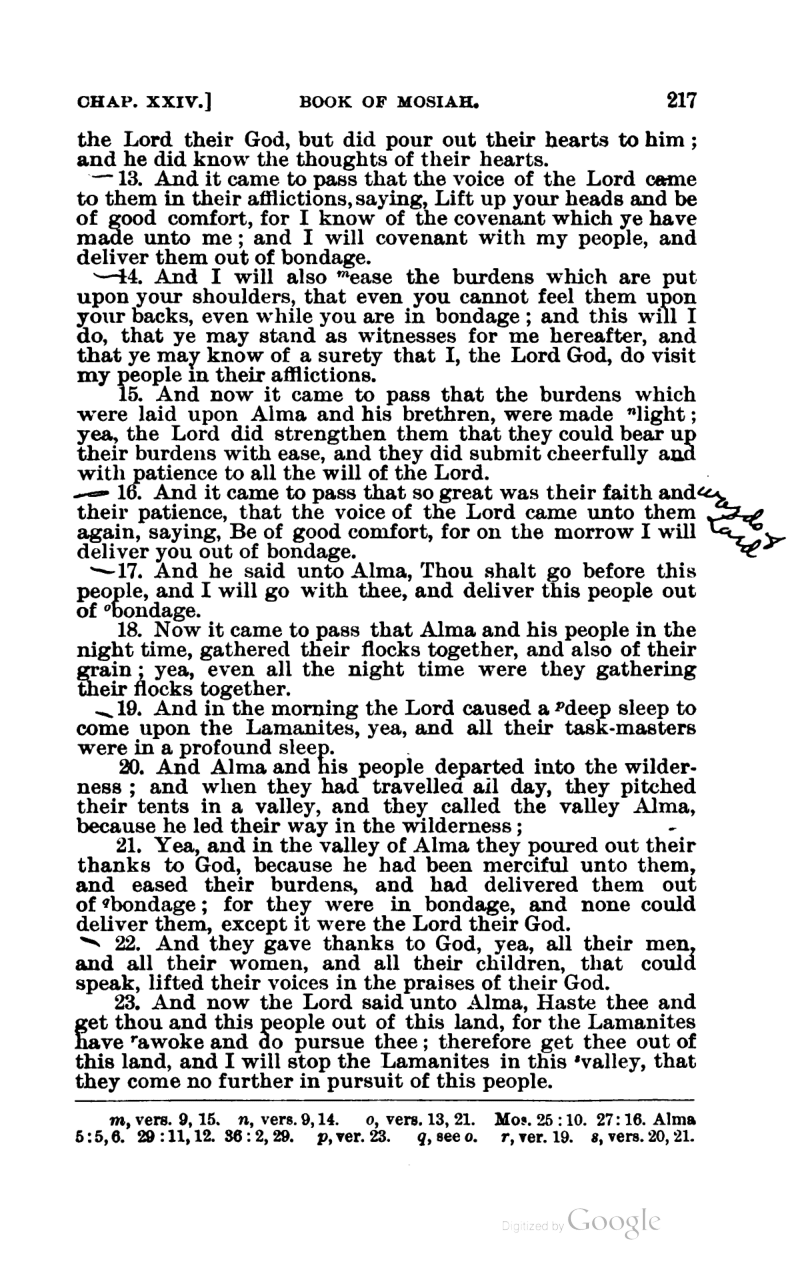 CHAP. XXIV.] BOOK OF MOSIAH. 217
the Lord their God, but did pour out their hearts to him;
and he did know the thoughts of their hearts.
13. And it came to pass that the voice of the Lord came
to them in their afflictions, saying, Lift up your heads and be
of good comfort, for I know of the covenant which ye have
made unto me; and I will covenant with my people, and
deliver them out of bondage.
14. And I will also mease the burdens which are put
upon your shoulders, that even you cannot feel them upon
your backs, even while you are in bondage; and this will I
do, that ye may stand as witnesses for me hereafter, and
that ye may know of a surety that I, the Lord God, do visit
my people in their afflictions.
15. And now it came to pass that the burdens which
were laid upon Alma and his brethren, were made nlight;
yea, the Lord did strengthen them that they could bear up
their burdens with ease, and they did submit cheerfully and
with patience to all the will of the Lord.
16. And it came to pass that so great was their faith and
their patience, that the voice of the Lord came unto them
again, saying, Be of good comfort, for on the morrow I will
deliver you out of bondage.
17. And he said unto Alma, Thou shalt go before this
people, and I will go with thee, and deliver this people out
of obondage.
18. Now it came to pass that Alma and his people in the
night time, gathered their flocks together, and also of their
grain; yea, even all the night time were they gathering
their flocks together.
19. And in the morning the Lord caused a pdeep sleep to
come upon the Lamanites, yea, and all their task-masters
were in a profound sleep.
20. And Alma and his people departed into the wilder-
ness; and when they had travelled all day, they pitched
their tents in a valley, and they called the valley Alma,
because he led their way in the wilderness;
21. Yea, and in the valley of Alma they poured out their
thanks to God, because he had been merciful unto them,
and eased their burdens, and had delivered them out
of qbondage; for they were in bondage, and none could
deliver them, except it were the Lord their God.
22. And they gave thanks to God, yea, all their men,
and all their women, and all their children, that could
speak, lifted their voices in the praises of their God.
23. And now the Lord said unto Alma, Haste thee and
get thou and this people out of this land, for the Lamanites
have rawoke and do pursue thee; therefore get thee out of
this land, and I will stop the Lamanites in this svalley, that
they come no further in pursuit of this people.
m, vers. 9, 15. n, vers. 9, 14. o, vers. 13, 21. Mos. 25:10. 27:16. Alma
5:5, 6. 29:11, 12. 36:2, 29. p, ver. 23. q, see o. r, ver. 19. s, vers. 20, 21.
Digitized by Google